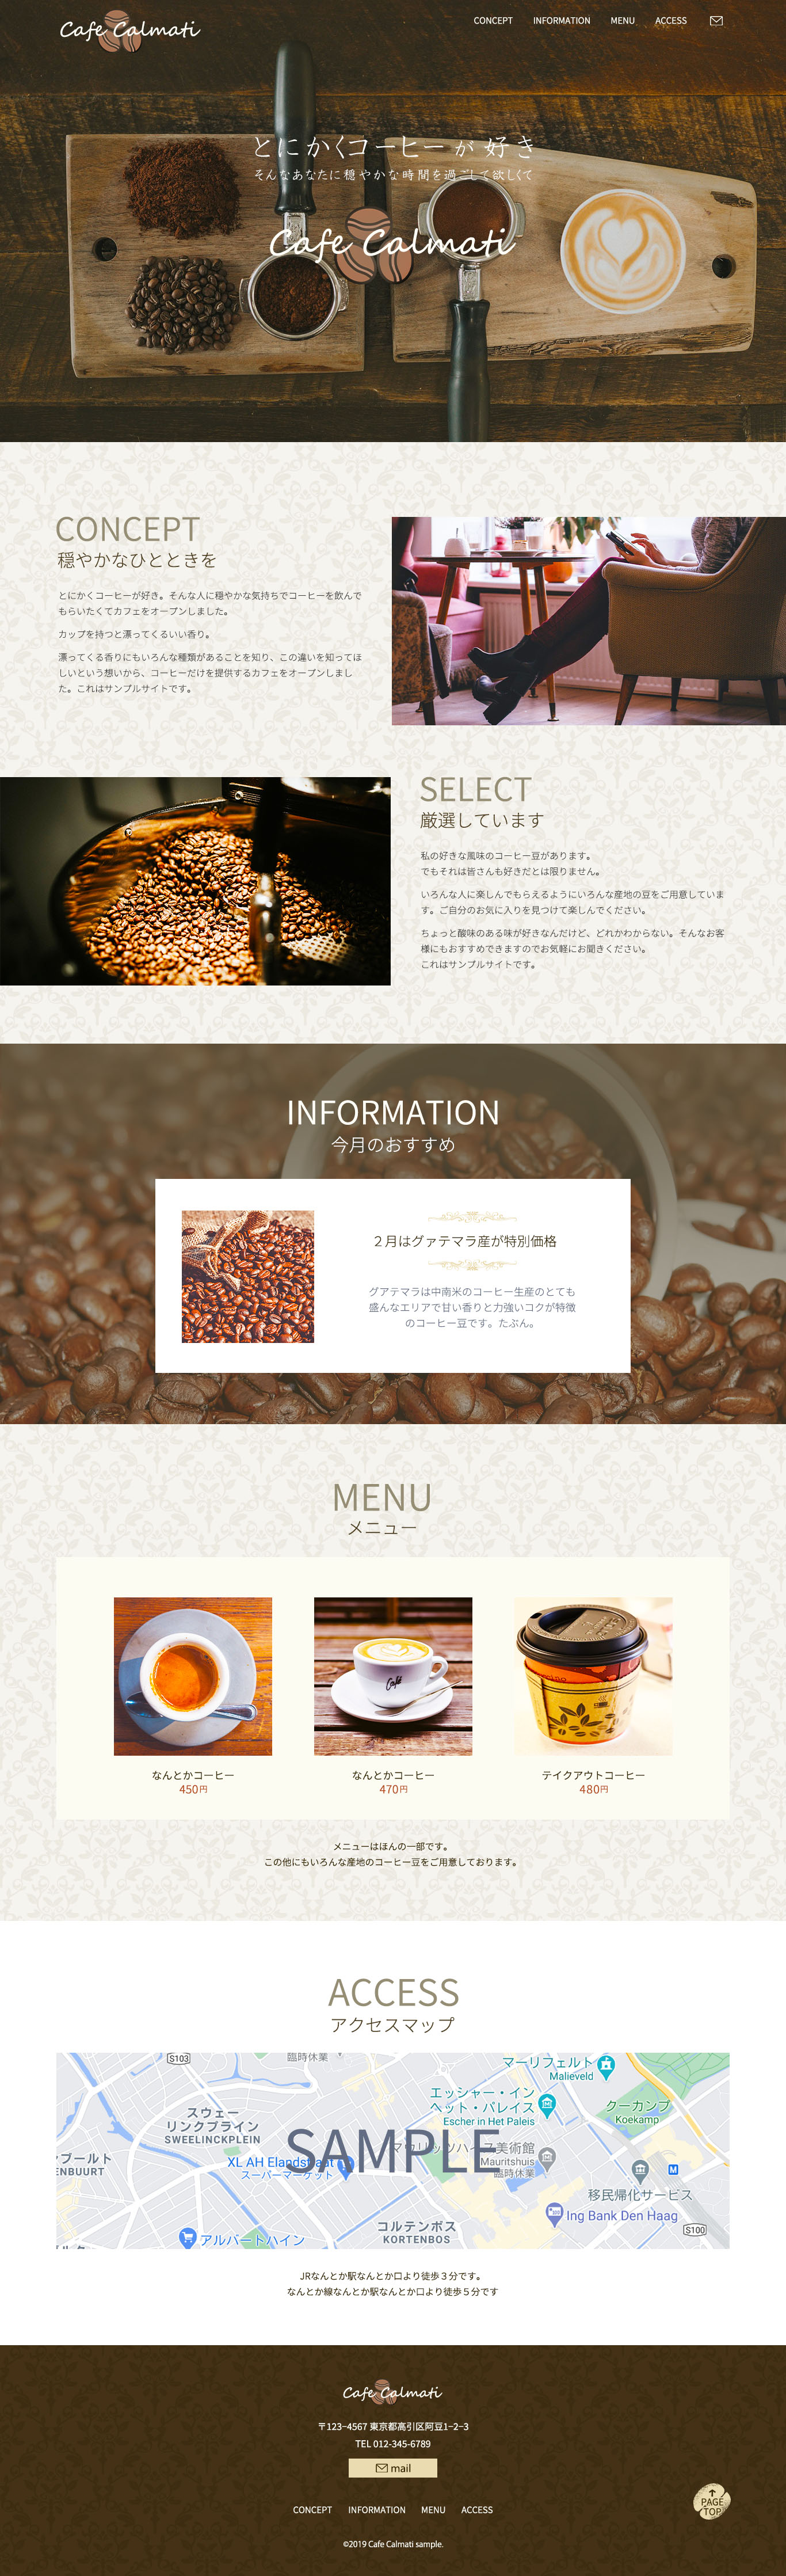 Cafe Calmati
CONCEPT INFORMATION MENU ACCESS
とにかくコーヒーが好き
そんなあなたに穏やかな時間を過ごして欲しくて
Cafe Calmati
CONCEPT
穏やかなひとときを
とにかくコーヒーが好き。そんな人に穏やかな気持ちでコーヒーを飲んで
もらいたくてカフェをオープンしました。
カップを持つと漂ってくるいい香り。
漂ってくる香りにもいろんな種類があることを知り、この違いを知ってほ
しいという想いから、コーヒーだけを提供するカフェをオープンしまし
た。これはサンプルサイトです。
SELECT
厳選しています
私の好きな風味のコーヒー豆があります。
でもそれは皆さんも好きだとは限りません。
いろんな人に楽しんでもらえるようにいろんな産地の豆をご用意していま
す。ご自分のお気に入りを見つけて楽しんでください。
ちょっと酸味のある味が好きなんだけど、どれかわからない。そんなお客
様にもおすすめできますのでお気軽にお聞きください。
これはサンプルサイトです。
INFORMATION
今月のおすすめ
２月はグァテマラ産が特別価格
グアテマラは中南米のコーヒー生産のとても
盛んなエリアで甘い香りと力強いコクが特徴
のコーヒー豆です。たぶん。
MENU
メニュー
Café
なんとかコーヒー
450円
なんとかコーヒー
470円
テイクアウトコーヒー
480円
メニューはほんの一部です。
この他にもいろんな産地のコーヒー豆をご用意しております。
ACCESS
アクセスマップ
S103
臨時休業
マーリフェルト
Malieveld
エッシャー・イン
ヘット・パレイス
Escher in Het Paleis
クーカンプ
Koekamp
スウェー
リンクプライン
SWEELINCKPLEIN
SAMPLE
マウリッツハイス美術館
Mauritshuis
臨時休業
XL AH Elandstraat
スーパーマーケット
ブールト
ENBUURT
M
移民帰化サービス
Ing Bank Den Haag
コルテンボス
KORTENBOS
S100
アルバートハイン
JRなんとか駅なんとか口より徒歩３分です。
なんとか線なんとか駅なんとか口より徒歩５分です
Cafe Calmati
〒123−4567 東京都高引区阿豆1−2−3
TEL 012-345-6789
mail
PAGE
TOP
CONCEPT INFORMATION MENU ACCESS
©2019 Cafe Calmati sample.